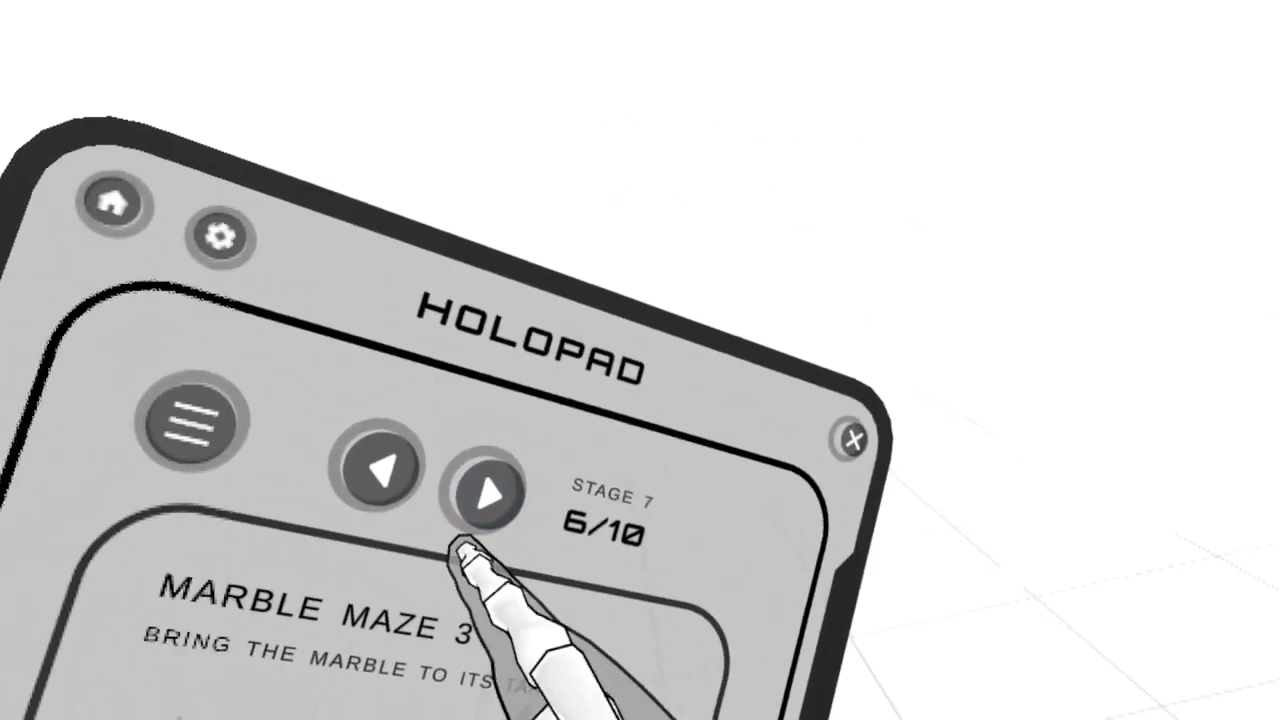 HOLOPAD
STAGE 7
6/10
MARBLE MAZE 3
BRING THE MARBLE TO ITS